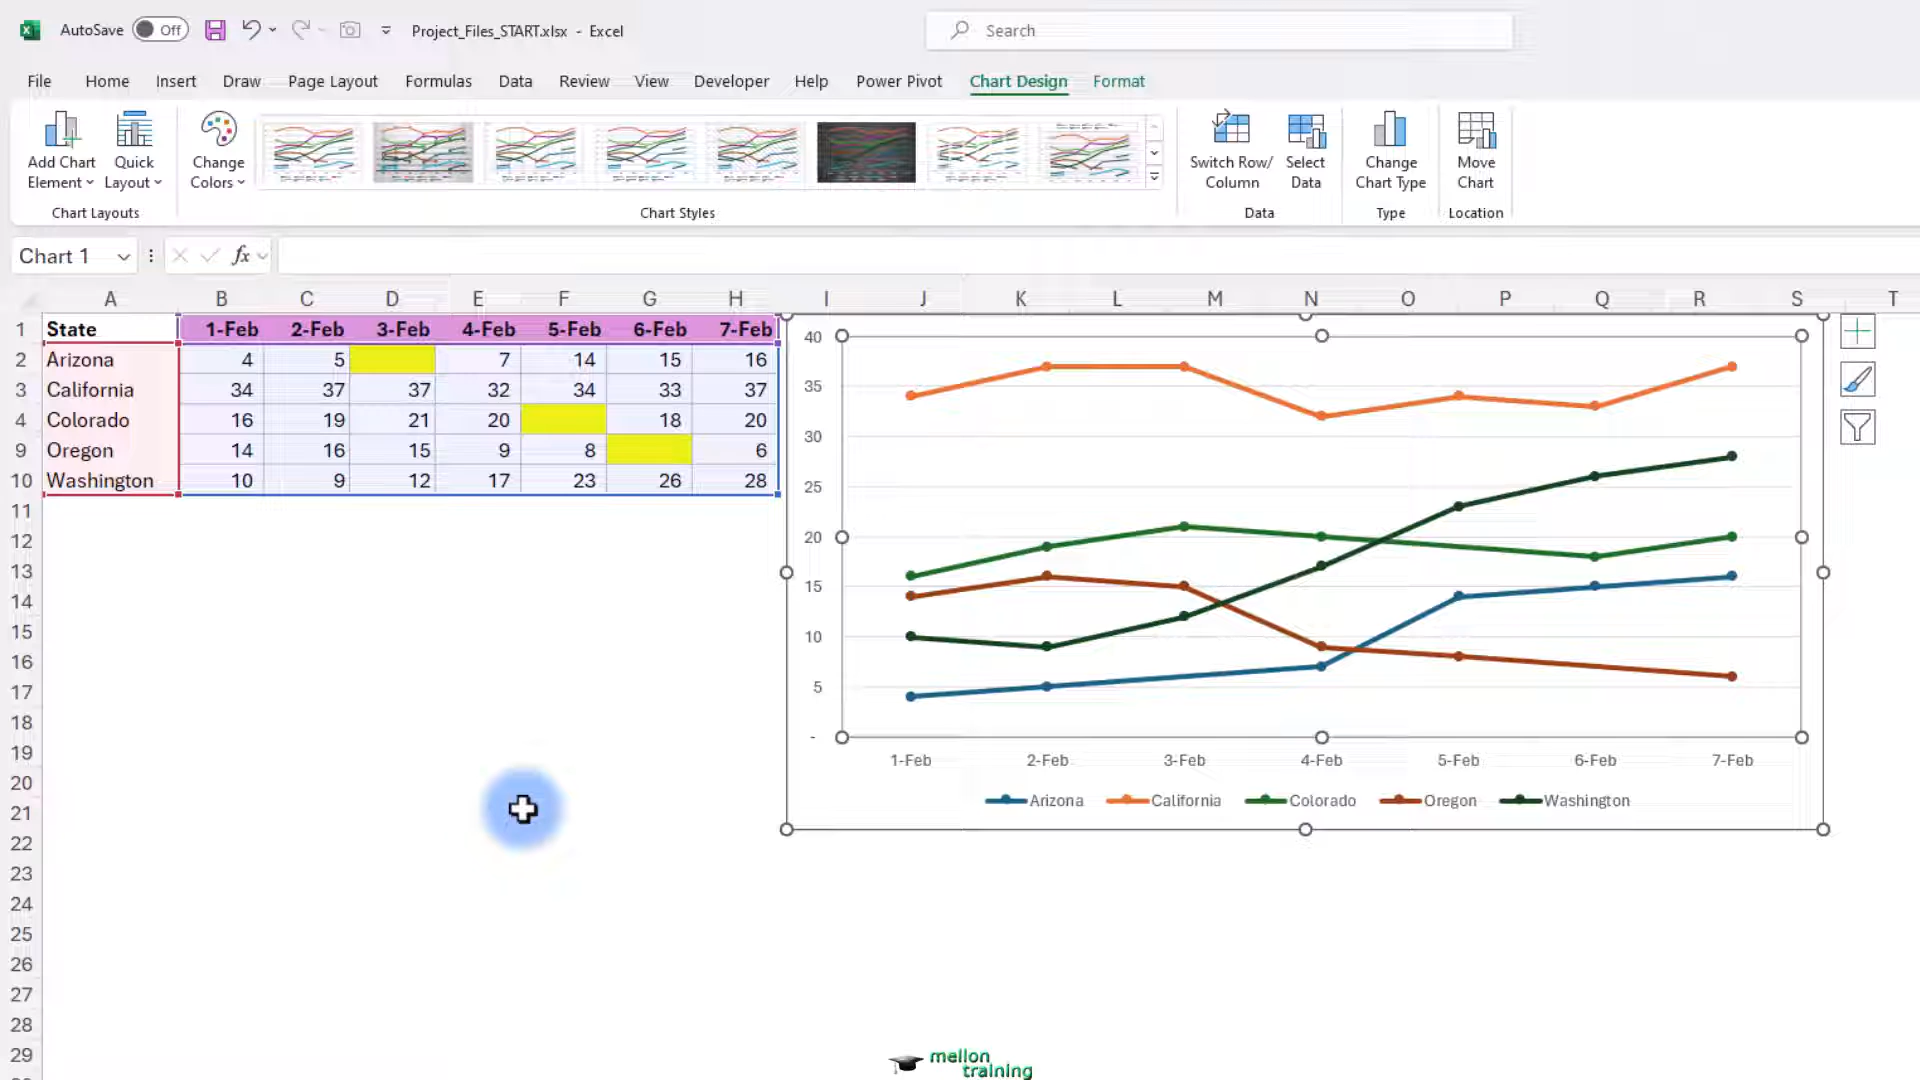 AutoSave Off Project_Files_START.xlsx - Excel Search
File Home Insert Draw Page Layout Formulas Data Review View Developer Help Power Pivot Chart Design Format
Add Chart Element Quick Layout Change Colors Switch Row/ Column Select Data Change Chart Type Move Chart
Chart Layouts Chart Styles Data Type Location
Chart 1 fx
A B C D E F G H I J K L M N O P Q R S T
1 State 1-Feb 2-Feb 3-Feb 4-Feb 5-Feb 6-Feb 7-Feb
2 Arizona 4 5 7 14 15 16
3 California 34 37 37 32 34 33 37
4 Colorado 16 19 21 20 18 20
9 Oregon 14 16 15 9 8 6
10 Washington 10 9 12 17 23 26 28
11
12
13
14
15
16
17
18
19
20
21
22
23
24
25
26
27
28
29
40
35
30
25
20
15
10
5
-
1-Feb 2-Feb 3-Feb 4-Feb 5-Feb 6-Feb 7-Feb
Arizona California Colorado Oregon Washington
mellon
training